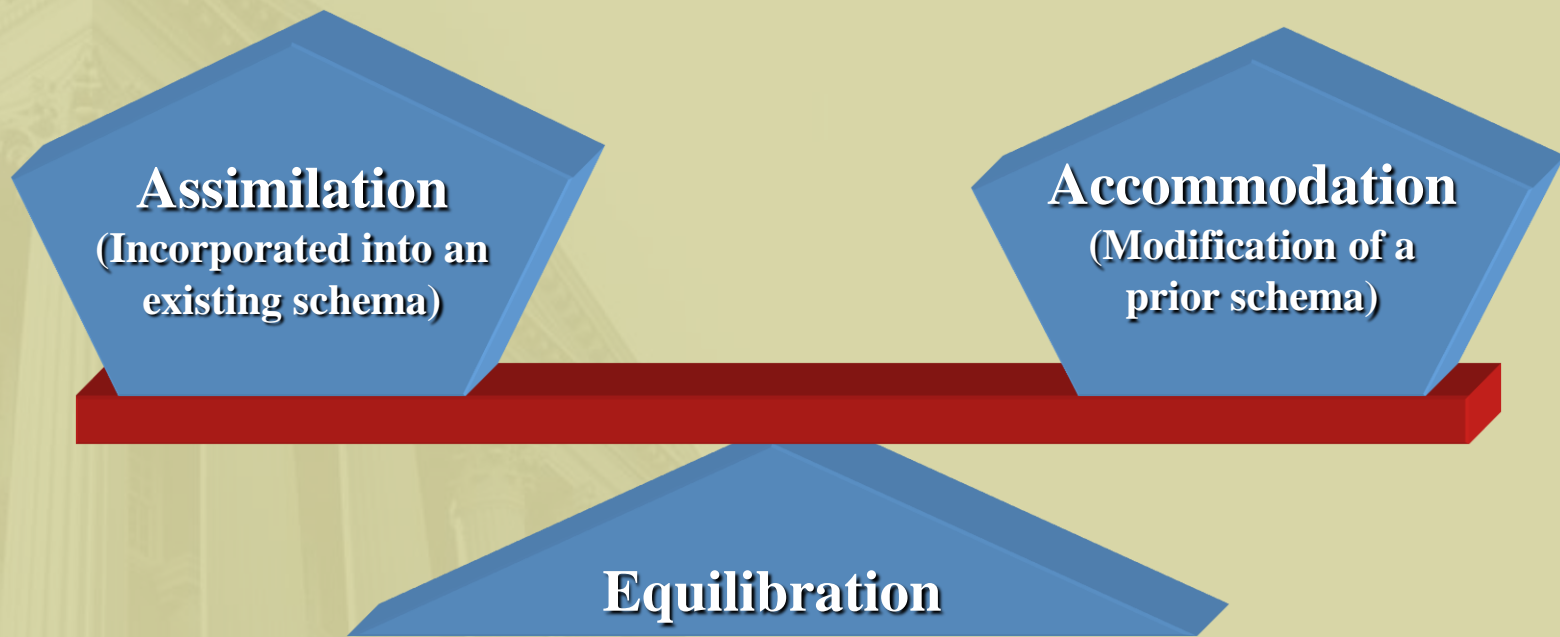 Assimilation
(Incorporated into an
existing schema)
Accommodation
(Modification of a
prior schema)
Equilibration